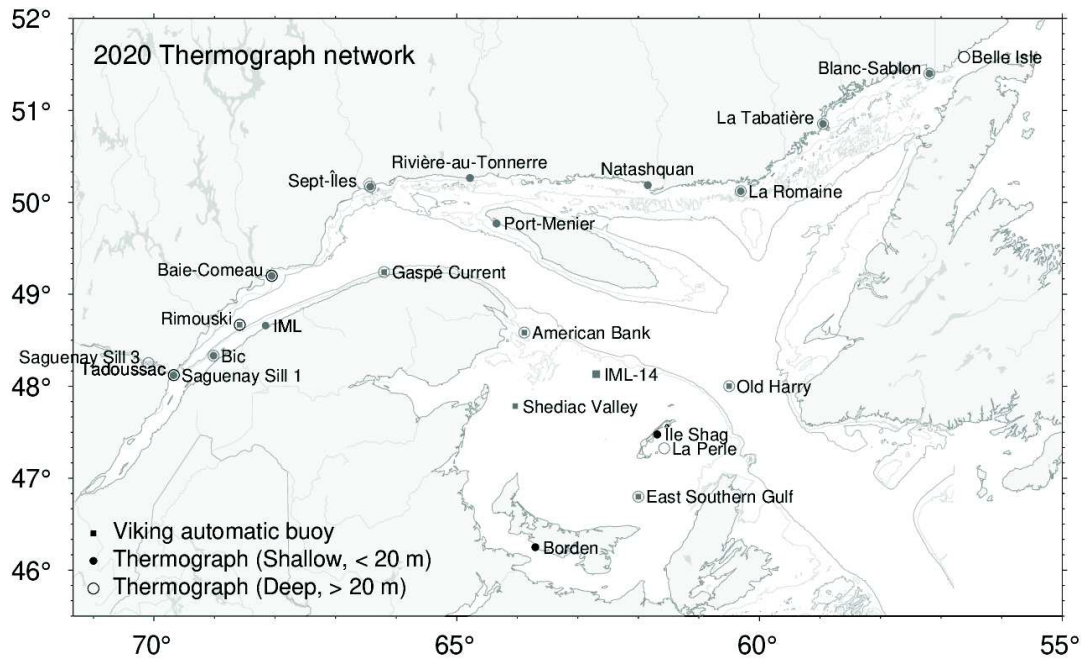 52°
2020 Thermograph network
Belle Isle
Blanc-Sablon
51°
La Tabatière
Rivière-au-Tonnerre
Natashquan
Sept-Îles
La Romaine
50°
Port-Menier
Baie-Comeau
Gaspé Current
49°
Rimouski
IML
American Bank
Saguenay Sill 3
Bic
Tadoussac
Saguenay Sill 1
48°
IML-14
Old Harry
Shediac Valley
Île Shag
La Perle
47°
East Southern Gulf
Viking automatic buoy
Thermograph (Shallow, < 20 m)
Borden
46°
Thermograph (Deep, > 20 m)
70°
65°
60°
55°